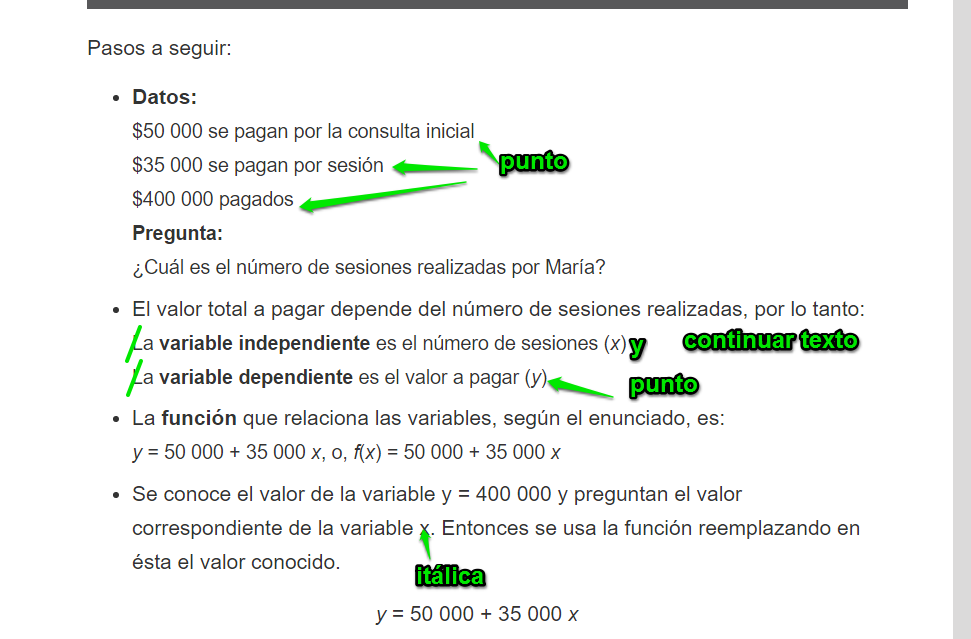 Pasos a seguir:
• Datos:
$50 000 se pagan por la consulta inicial
$35 000 se pagan por sesión
punto
$400 000 pagados
Pregunta:
¿Cuál es el número de sesiones realizadas por María?
• El valor total a pagar depende del número de sesiones realizadas, por lo tanto:
La variable independiente es el número de sesiones (x) y continuar texto
La variable dependiente es el valor a pagar (y)
punto
• La función que relaciona las variables, según el enunciado, es:
y = 50 000 + 35 000 x, o, f(x) = 50 000 + 35 000 x
• Se conoce el valor de la variable y = 400 000 y preguntan el valor
correspondiente de la variable x. Entonces se usa la función reemplazando en
ésta el valor conocido.
itálica
y = 50 000 + 35 000 x